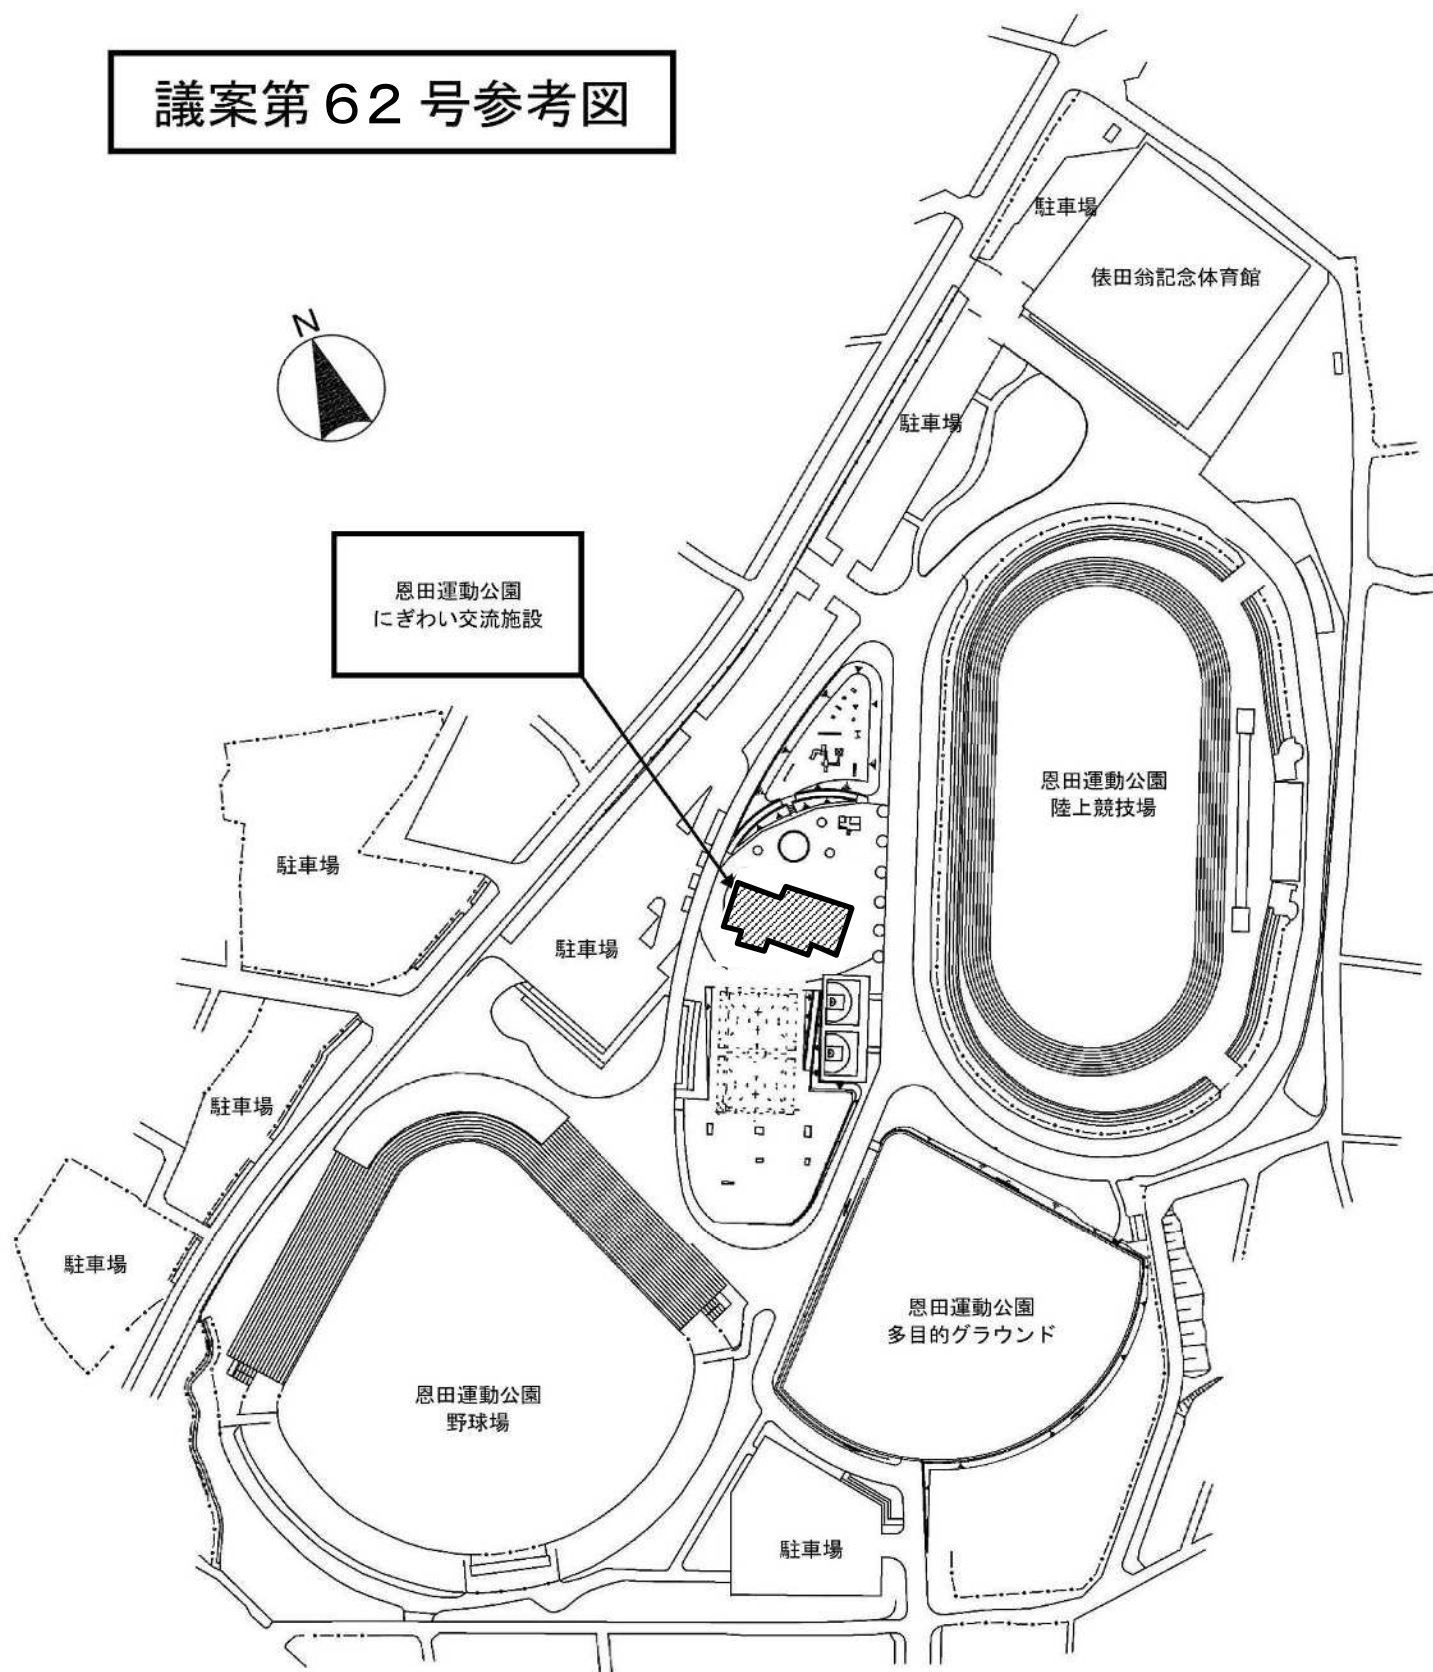 議案第62号参考図
駐車場
俵田翁記念体育館
N
駐車場
恩田運動公園
にぎわい交流施設
恩田運動公園
陸上競技場
駐車場
駐車場
駐車場
駐車場
恩田運動公園
多目的グラウンド
恩田運動公園
野球場
駐車場